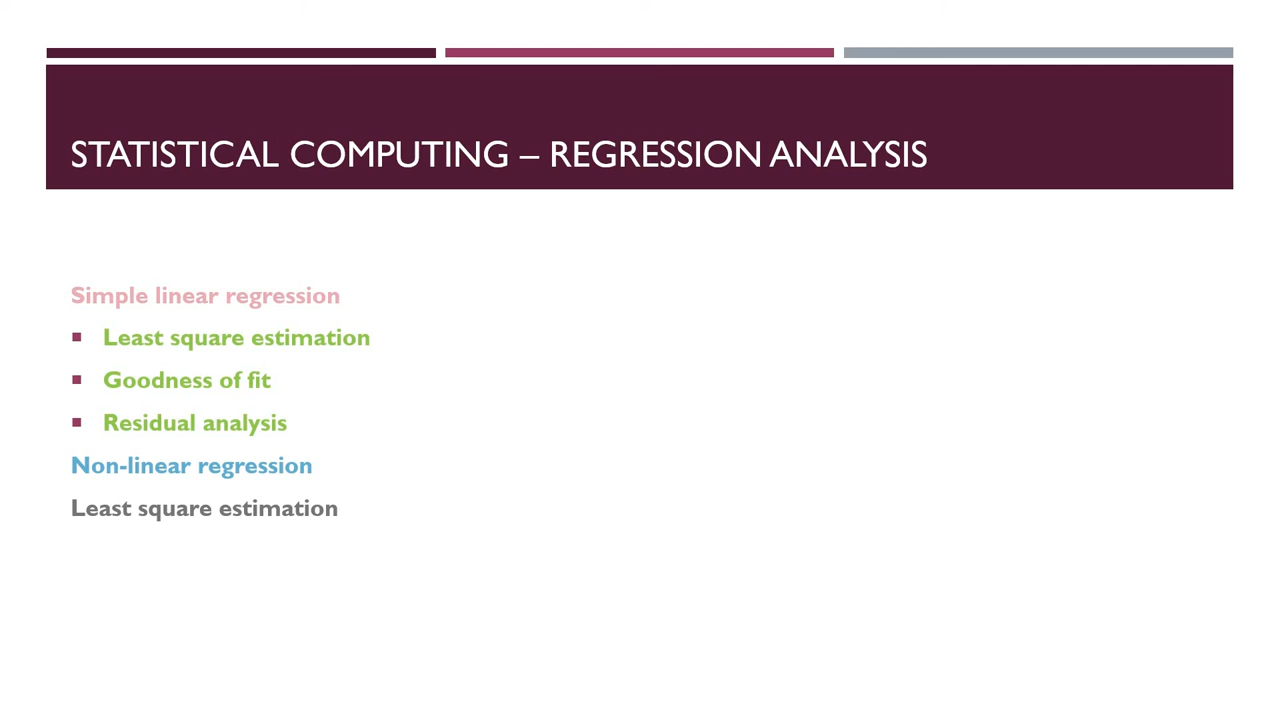 STATISTICAL COMPUTING – REGRESSION ANALYSIS
Simple linear regression
▪ Least square estimation
▪ Goodness of fit
▪ Residual analysis
Non-linear regression
Least square estimation